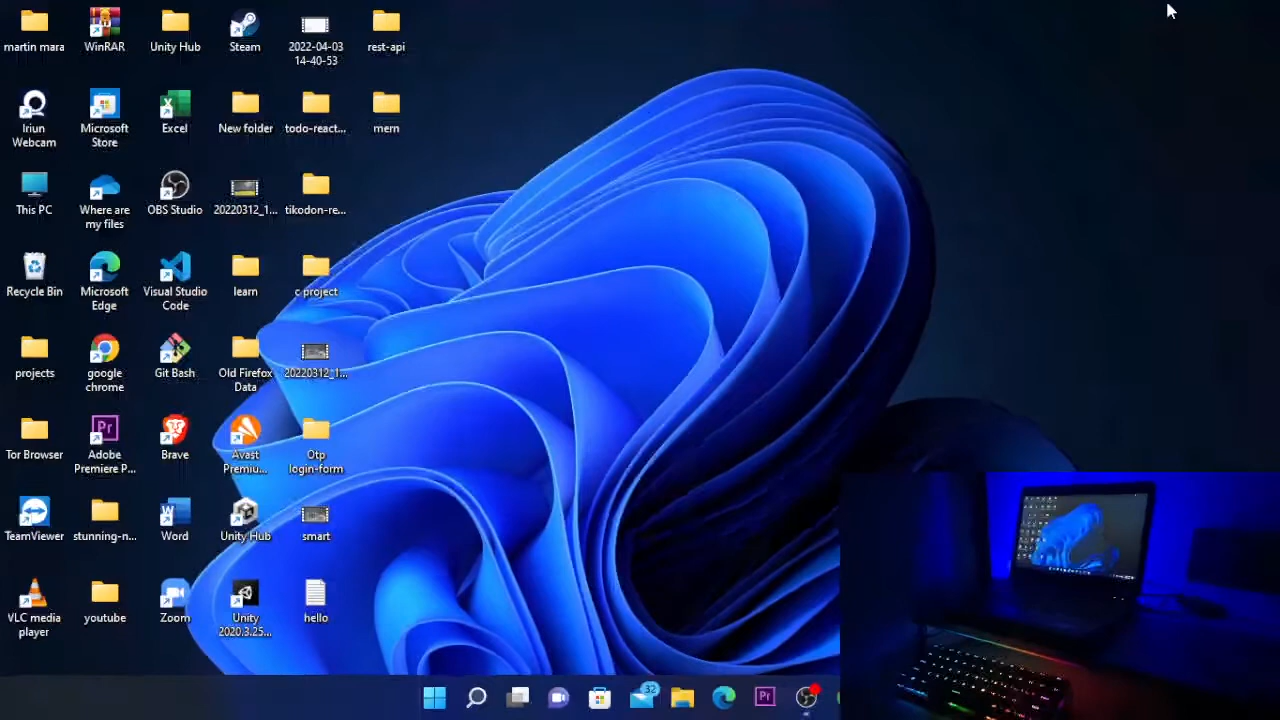 martin mara
WinRAR
Unity Hub
Steam
2022-04-03
14-40-53
rest-api
Iriun
Webcam
Microsoft
Store
Excel
New folder
todo-react...
mern
This PC
Where are
my files
OBS Studio
20220312_1...
tikodon-re...
Recycle Bin
Microsoft
Edge
Visual Studio
Code
learn
c project
projects
google
chrome
Git Bash
Old Firefox
Data
20220312_1...
Tor Browser
Adobe
Premiere P...
Brave
Avast
Premiu...
Otp
login-form
TeamViewer
stunning-n...
Word
Unity Hub
smart
VLC media
player
youtube
Zoom
Unity
2020.3.25...
hello
32
Pr